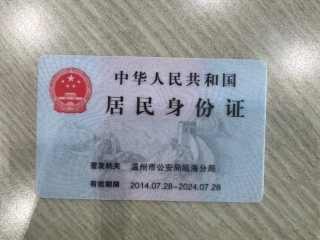 中华人民共和国
居民身份证
签发机关 温州市公安局瓯海分局
有效期限 2014.07.28-2024.07.28